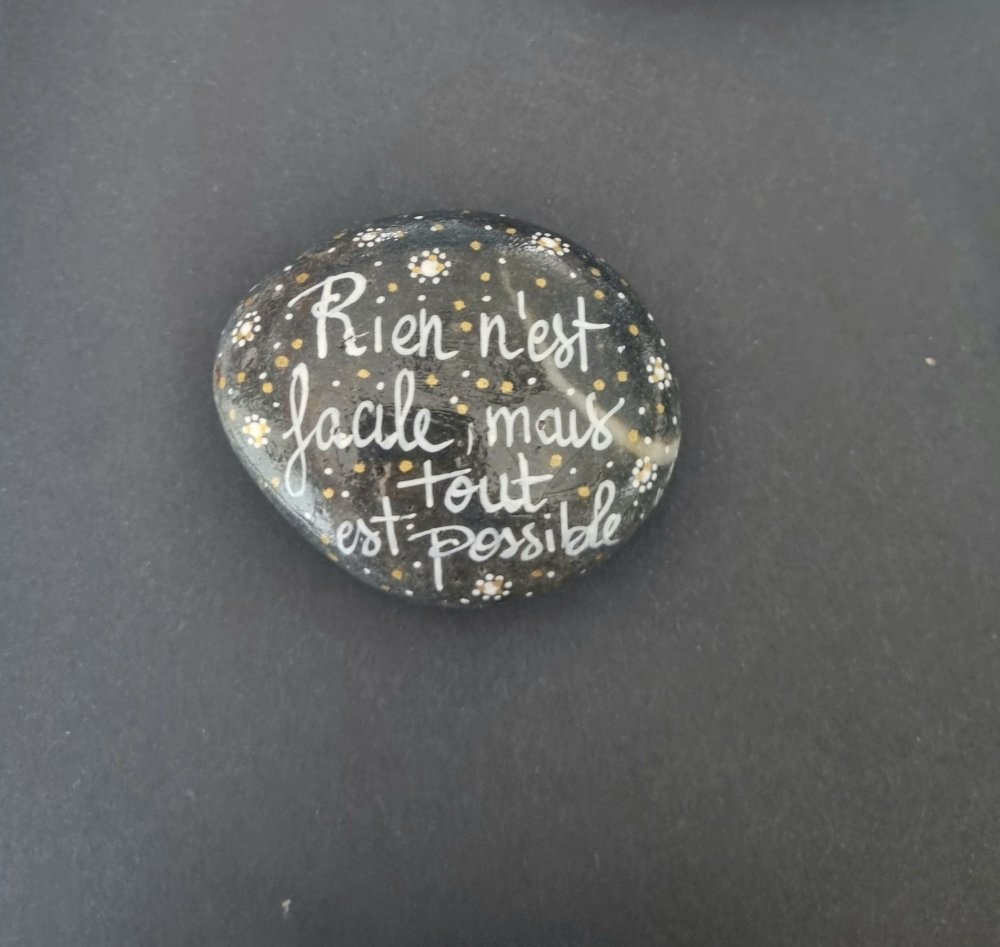 Rien n'est
facile, mais
tout
est possible